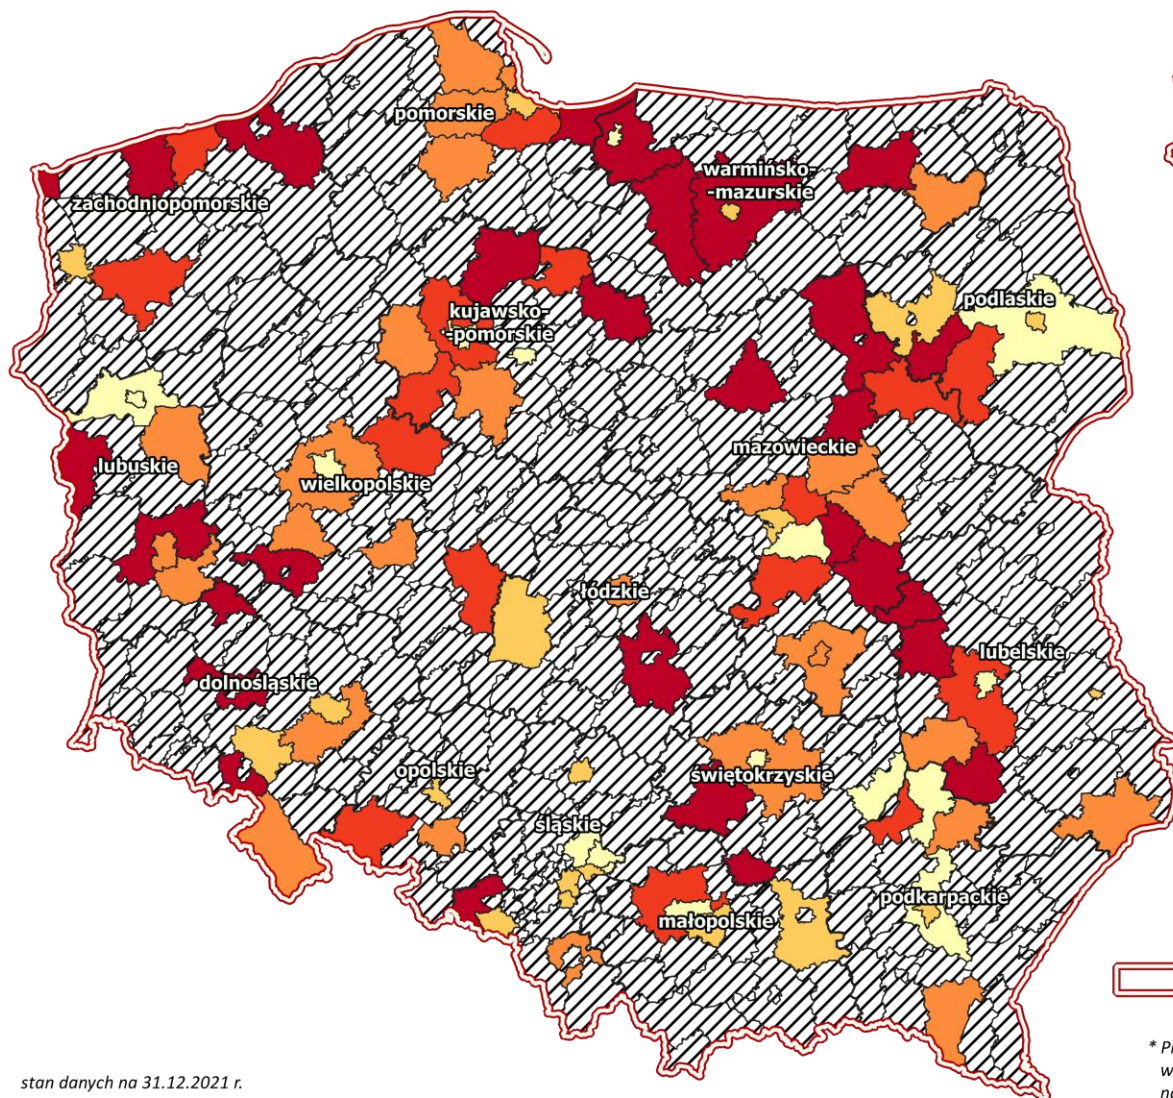 pomorskie
warmińsko-
-mazurskie
zachodniopomorskie
podlaskie
kujawsko-
-pomorskie
mazowieckie
lubuskie
wielkopolskie
łódzkie
lubelskie
dolnośląskie
opolskie
świętokrzyskie
śląskie
podkarpackie
małopolskie
stan danych na 31.12.2021 r.